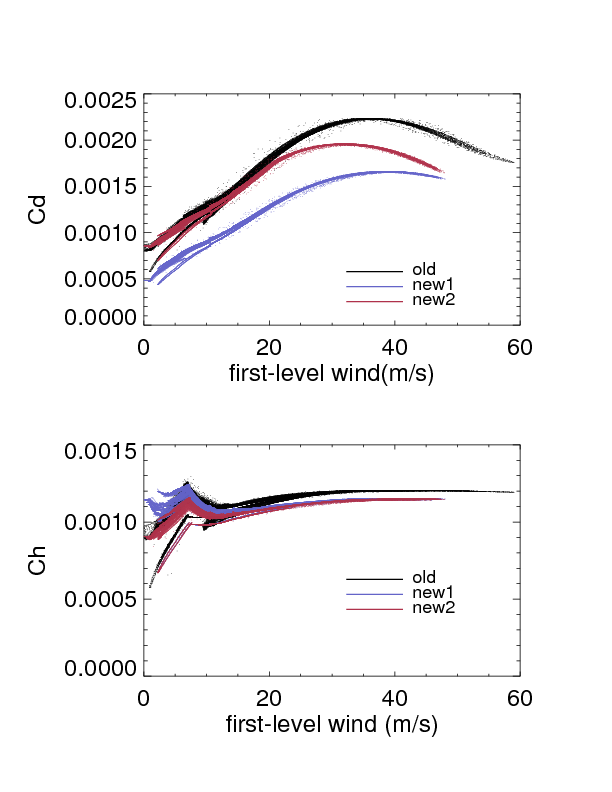 0.0025
0.0020
0.0015
0.0010
0.0005
0.0000
Cd
old
new1
new2
0 20 40 60
first-level wind(m/s)
0.0015
0.0010
0.0005
0.0000
Ch
old
new1
new2
0 20 40 60
first-level wind (m/s)